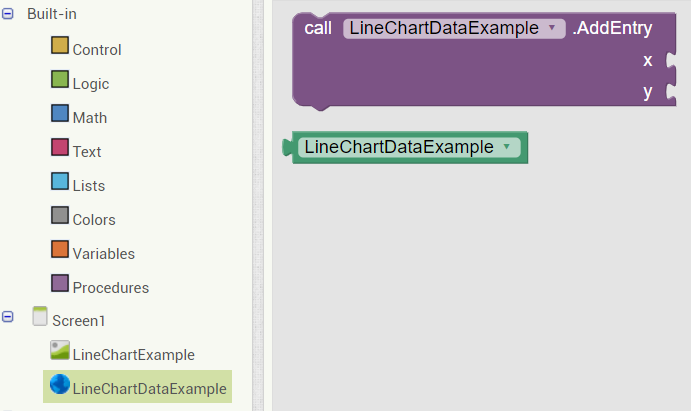 Built-in
Control
Logic
Math
Text
Lists
Colors
Variables
Procedures
Screen1
LineChartExample
LineChartDataExample
call LineChartDataExample .AddEntry
x
y
LineChartDataExample